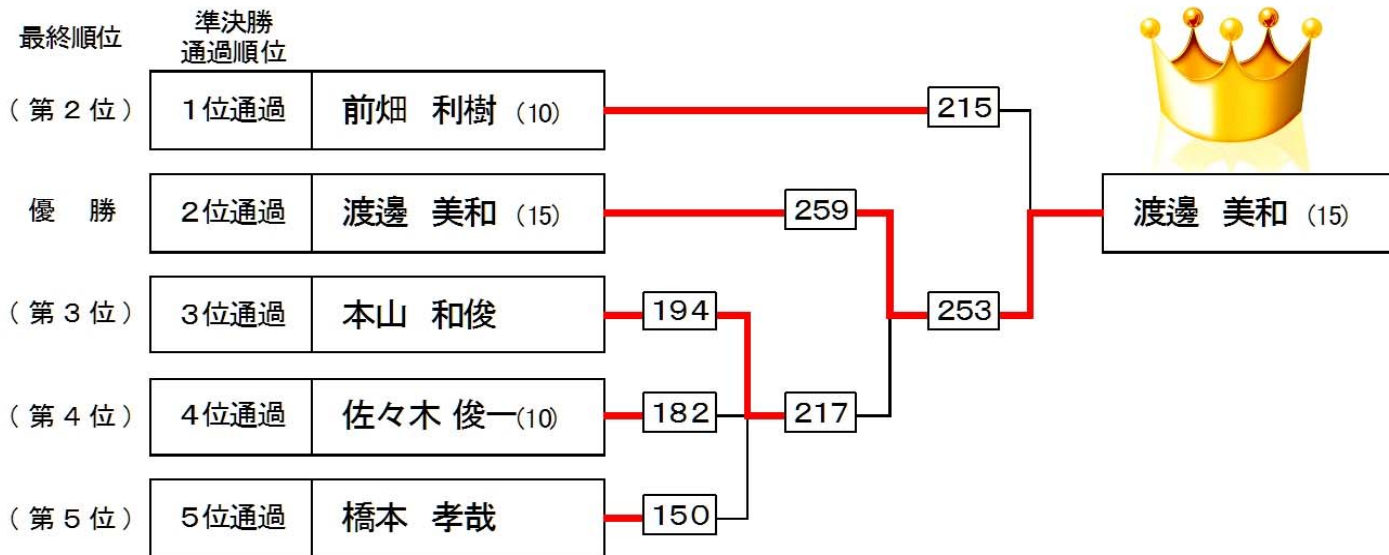 最終順位 準決勝
通過順位
(第2位) 1位通過 前畑 利樹 (10) 215
優 勝 2位通過 渡邊 美和 (15) 259 渡邊 美和 (15)
(第3位) 3位通過 本山 和俊 194 253
(第4位) 4位通過 佐々木 俊一(10) 182 217
(第5位) 5位通過 橋本 孝哉 150